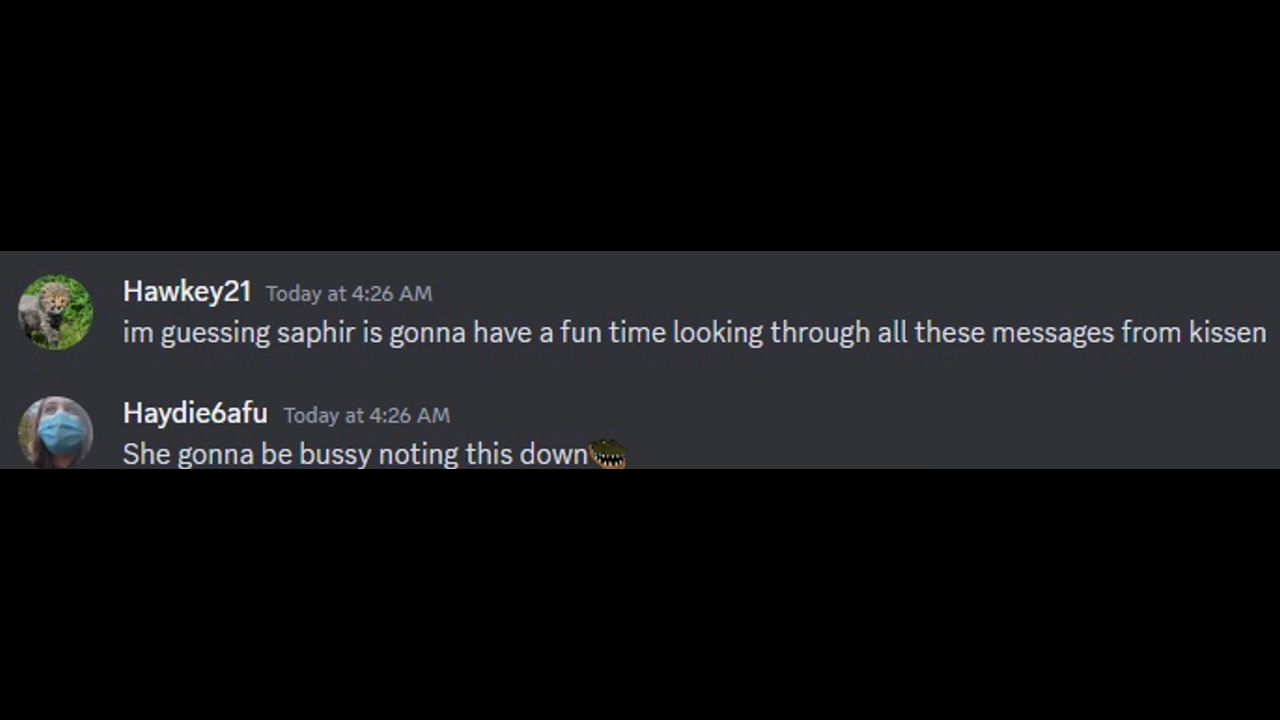 Hawkey21 Today at 4:26 AM
im guessing saphir is gonna have a fun time looking through all these messages from kissen
Haydie6afu Today at 4:26 AM
She gonna be bussy noting this down